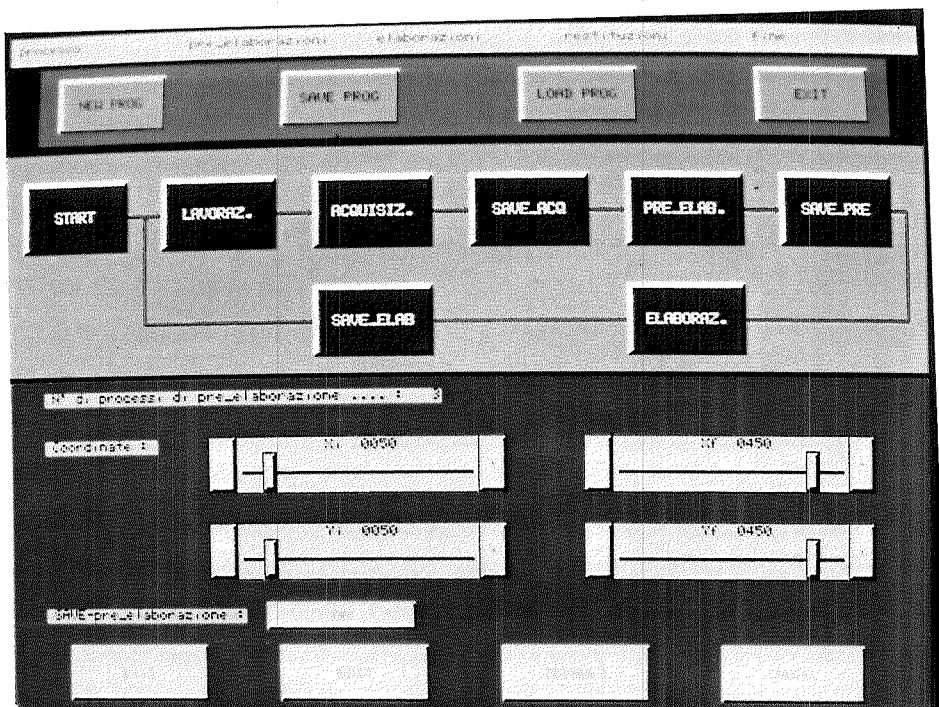 processo pre_elaborazioni elaborazioni restituzioni fine
NEW PROG SAVE PROG LOAD PROG EXIT
START LAVORAZ. ACQUISIZ. SAVE_ACQ PRE_ELAB. SAVE_PRE
SAVE_ELAB ELABORAZ.
N° di processi di pre_elaborazione .... : 3
Coordinate : Xi 0050 Xf 0450
Yi 0050 Yf 0450
SAVE-pre_elaborazione :